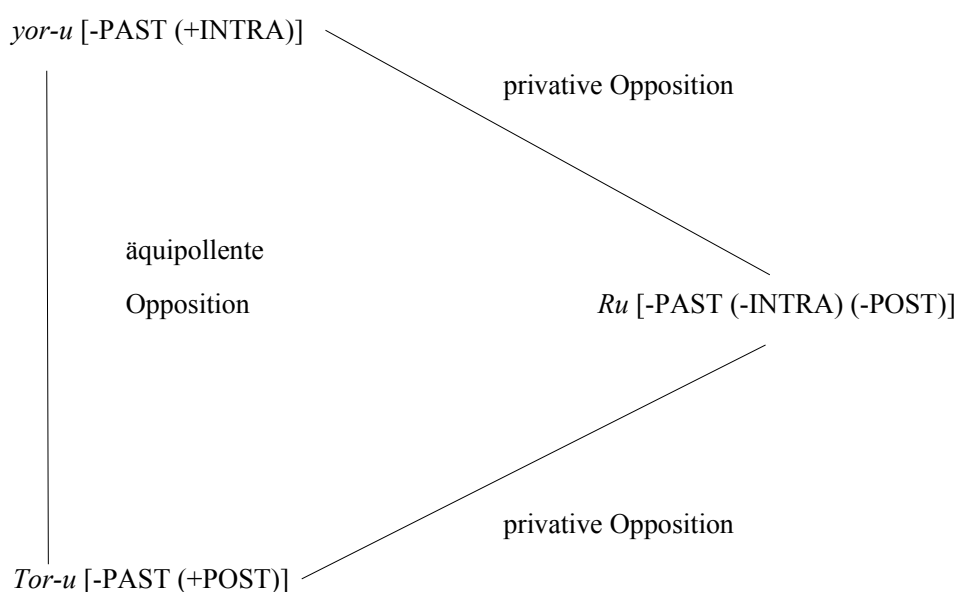 yor-u [-PAST (+INTRA)]
privative Opposition
äquipollente
Opposition
Ru [-PAST (-INTRA) (-POST)]
privative Opposition
Tor-u [-PAST (+POST)]